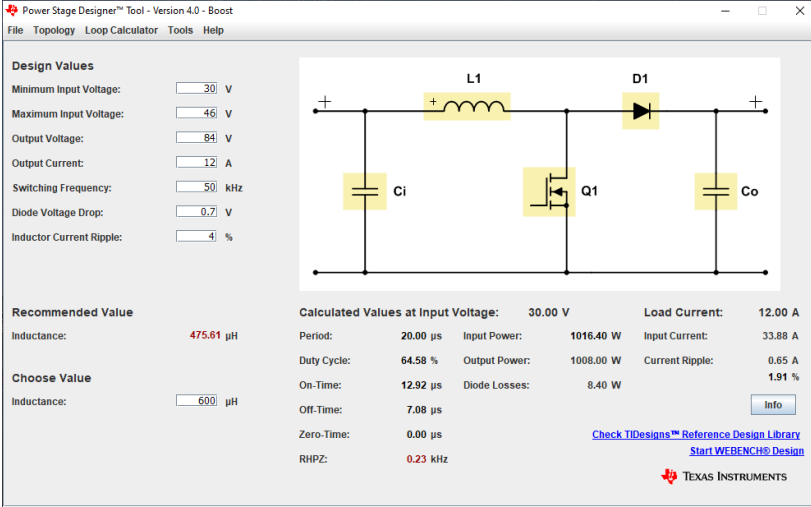 Power Stage Designer™ Tool - Version 4.0 - Boost
File Topology Loop Calculator Tools Help
Design Values
Minimum Input Voltage: 30 V
Maximum Input Voltage: 46 V
Output Voltage: 84 V
Output Current: 12 A
Switching Frequency: 50 kHz
Diode Voltage Drop: 0.7 V
Inductor Current Ripple: 4 %
L1
D1
+
+
+
Ci
Q1
Co
Recommended Value
Inductance: 475.61 µH
Choose Value
Inductance: 600 µH
Calculated Values at Input Voltage: 30.00 V Load Current: 12.00 A
Period: 20.00 µs Input Power: 1016.40 W Input Current: 33.88 A
Duty Cycle: 64.58 % Output Power: 1008.00 W Current Ripple: 0.65 A
1.91 %
On-Time: 12.92 µs Diode Losses: 8.40 W
Info
Off-Time: 7.08 µs
Zero-Time: 0.00 µs
Check TIDesigns™ Reference Design Library
Start WEBENCH® Design
RHPZ: 0.23 kHz
TEXAS INSTRUMENTS